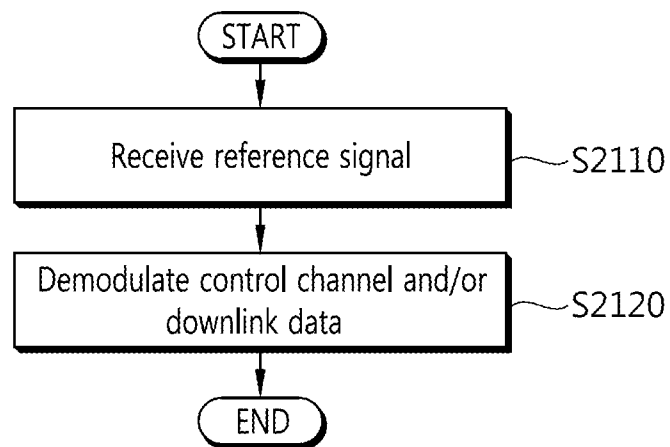 START
Receive reference signal
S2110
Demodulate control channel and/or
downlink data
S2120
END